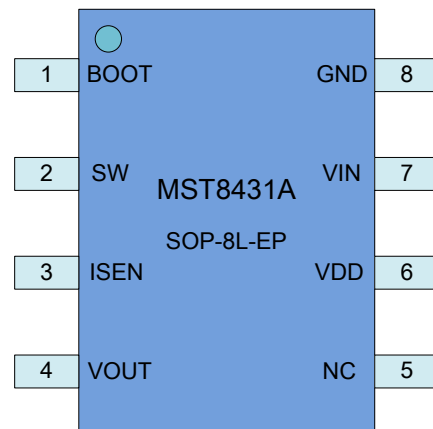 1 BOOT GND 8
2 SW VIN 7
MST8431A
SOP-8L-EP
3 ISEN VDD 6
4 VOUT NC 5